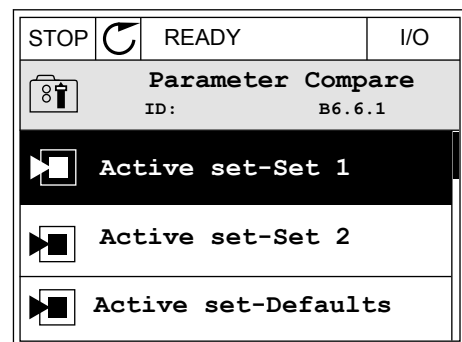 STOP READY I/O
Parameter Compare
ID: B6.6.1
Active set-Set 1
Active set-Set 2
Active set-Defaults